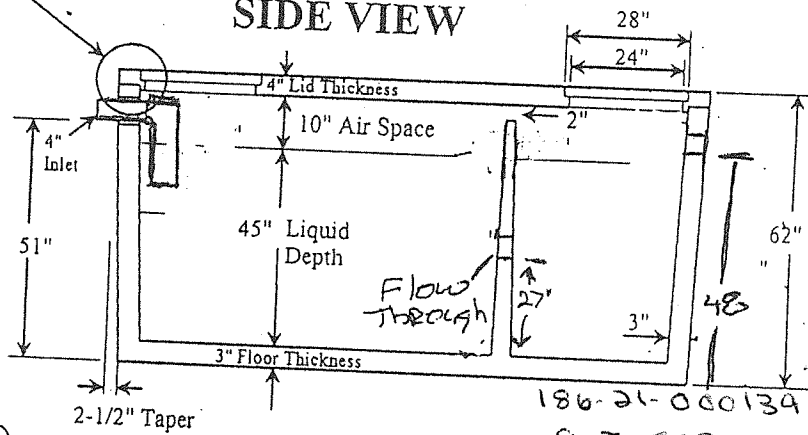 SIDE VIEW
28"
24"
4" Lid Thickness
10" Air Space
2"
4"
Inlet
45" Liquid
Depth
51"
62"
"
Flow
Through
27"
48
3"
3" Floor Thickness
2-1/2" Taper
186-21-000134